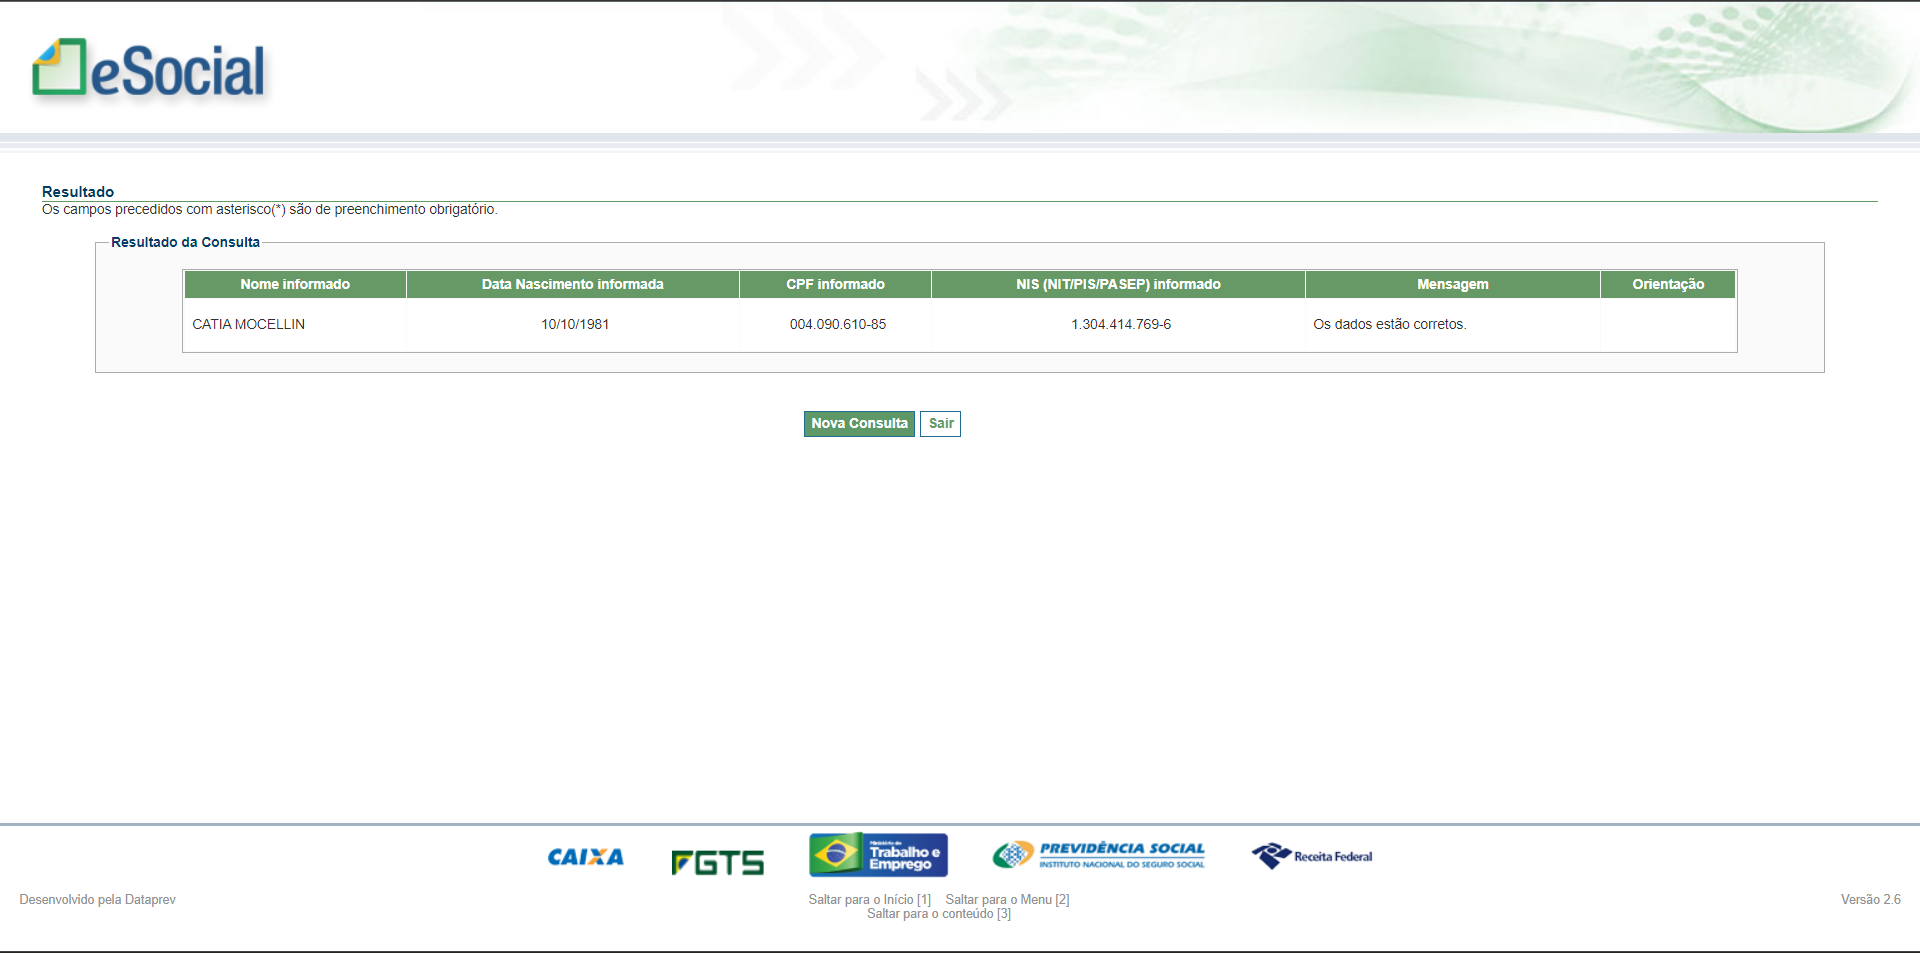 eSocial
Resultado
Os campos precedidos com asterisco(*) são de preenchimento obrigatório.
Resultado da Consulta
Nome informado Data Nascimento informada CPF informado NIS (NIT/PIS/PASEP) informado Mensagem Orientação
CATIA MOCELLIN 10/10/1981 004.090.610-85 1.304.414.769-6 Os dados estão corretos.
Nova Consulta Sair
CAIXA
FGTS
Ministério do
Trabalho e
Emprego
PREVIDÊNCIA SOCIAL
INSTITUTO NACIONAL DO SEGURO SOCIAL
Receita Federal
Desenvolvido pela Dataprev
Saltar para o Início [1] Saltar para o Menu [2]
Saltar para o conteúdo [3]
Versão 2.6